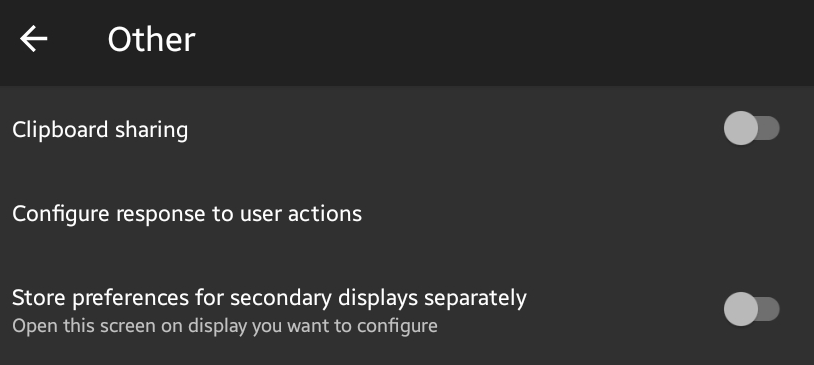 Other
Clipboard sharing
Configure response to user actions
Store preferences for secondary displays separately
Open this screen on display you want to configure